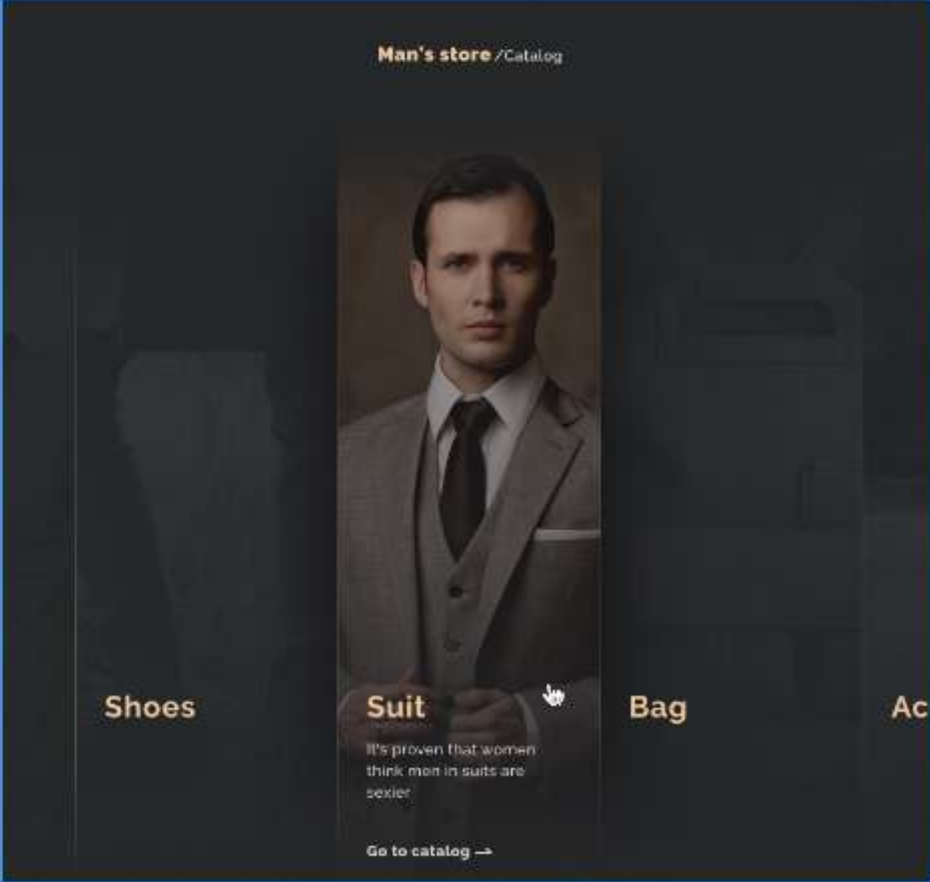 Man's store /Catalog
Shoes
Suit
Bag
Ac
It's proven that women
think men in suits are
sexier
Go to catalog →